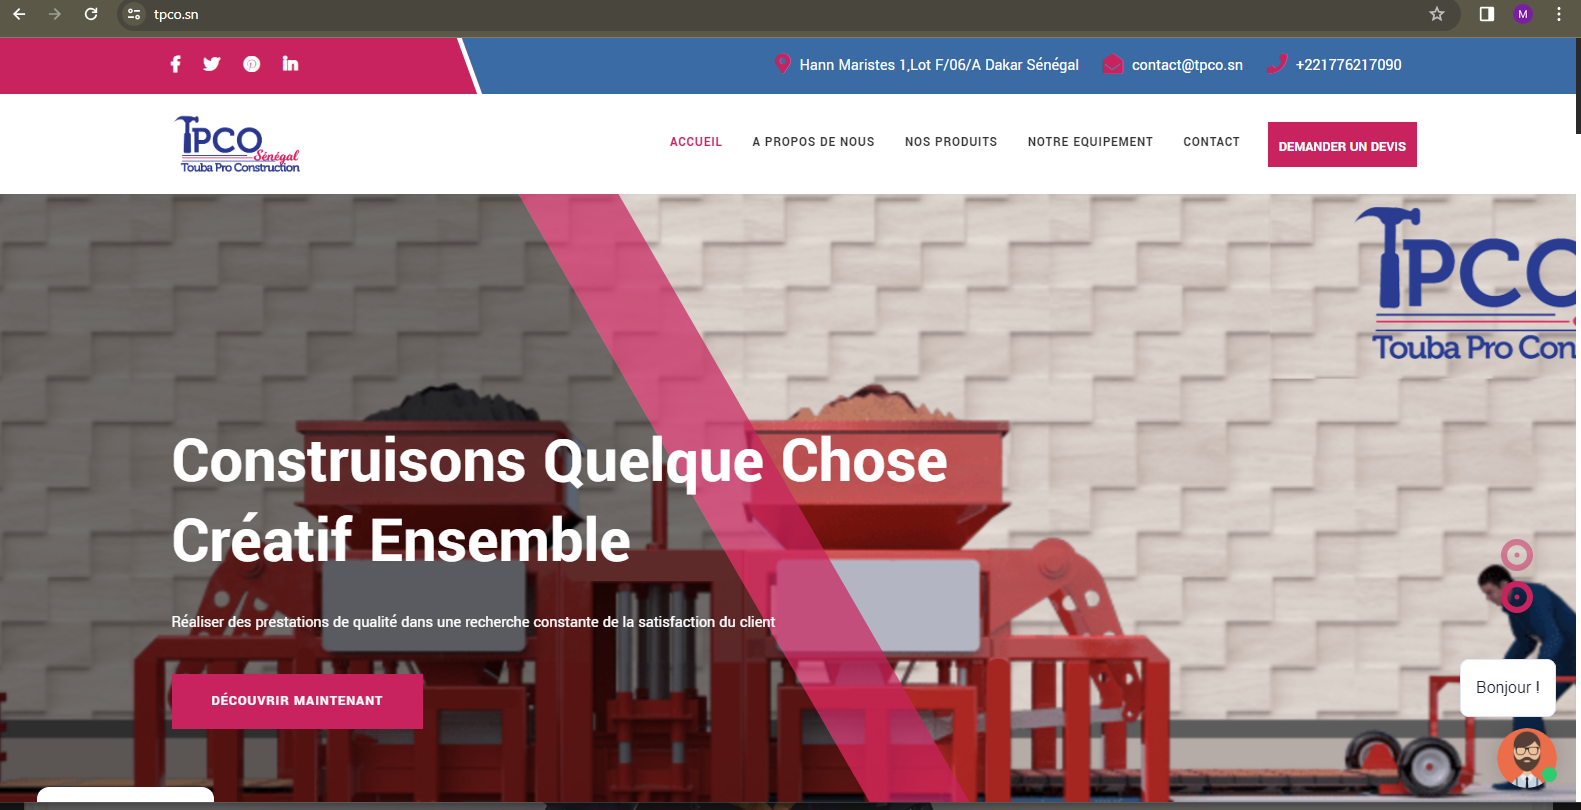 tpco.sn
M
Hann Maristes 1,Lot F/06/A Dakar Sénégal
contact@tpco.sn
+221776217090
TPCO
Sénégal
Touba Pro Construction
ACCUEIL
A PROPOS DE NOUS
NOS PRODUITS
NOTRE EQUIPEMENT
CONTACT
DEMANDER UN DEVIS
TPCO
Touba Pro Con
Construisons Quelque Chose
Créatif Ensemble
Réaliser des prestations de qualité dans une recherche constante de la satisfaction du client
DÉCOUVRIR MAINTENANT
Bonjour !